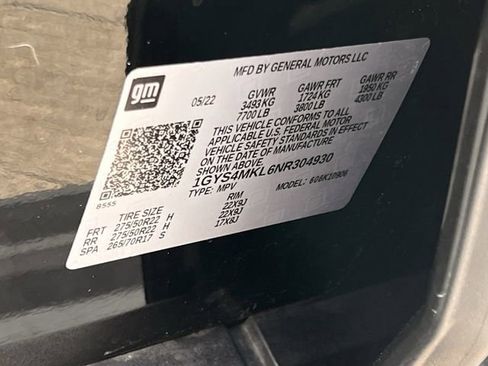 gm
MFD BY GENERAL MOTORS LLC
05/22 GVWR GAWR FRT GAWR RR
3493 KG 1724 KG 1950 KG
7700 LB 3800 LB 4300 LB
THIS VEHICLE CONFORMS TO ALL
APPLICABLE U.S. FEDERAL MOTOR
VEHICLE SAFETY STANDARDS IN EFFECT
ON THE DATE OF MANUFACTURE
SHOWN ABOVE.
1GYS4MKL6NR304930
TYPE: MPV MODEL: 6G6K10906
8555
TIRE SIZE RIM
FRT 275/50R22 H 22X9J
RR 275/50R22 H 22X9J
SPA 265/70R17 S 17X8J